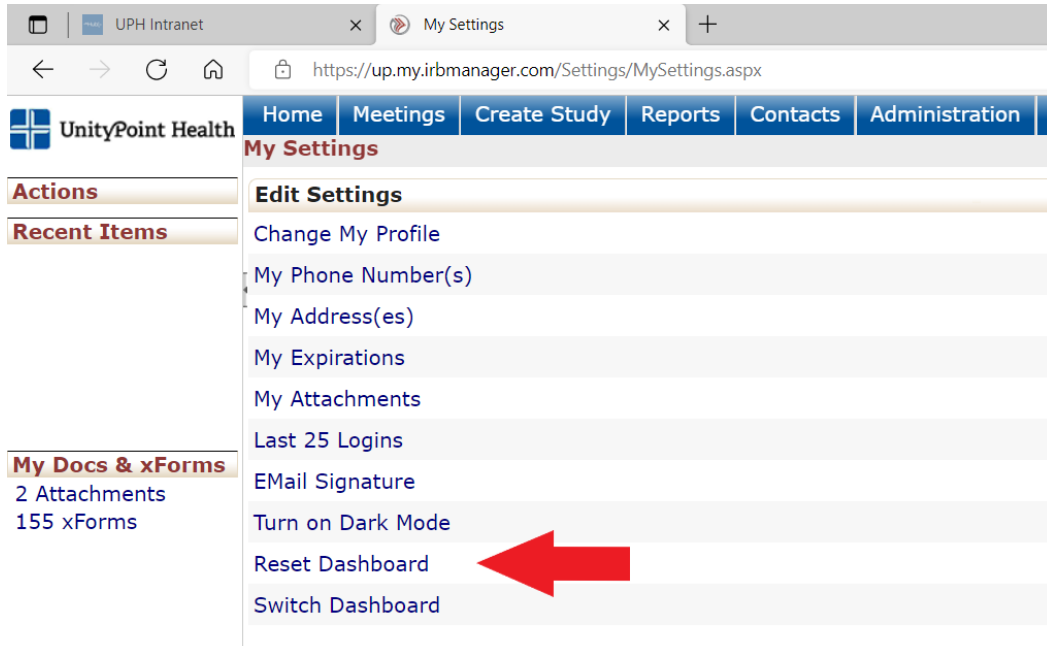 UPH Intranet
My Settings
https://up.my.irbmanager.com/Settings/MySettings.aspx
UnityPoint Health
Home Meetings Create Study Reports Contacts Administration
My Settings
Actions
Recent Items
My Docs & xForms
2 Attachments
155 xForms
Edit Settings
Change My Profile
My Phone Number(s)
My Address(es)
My Expirations
My Attachments
Last 25 Logins
EMail Signature
Turn on Dark Mode
Reset Dashboard
Switch Dashboard